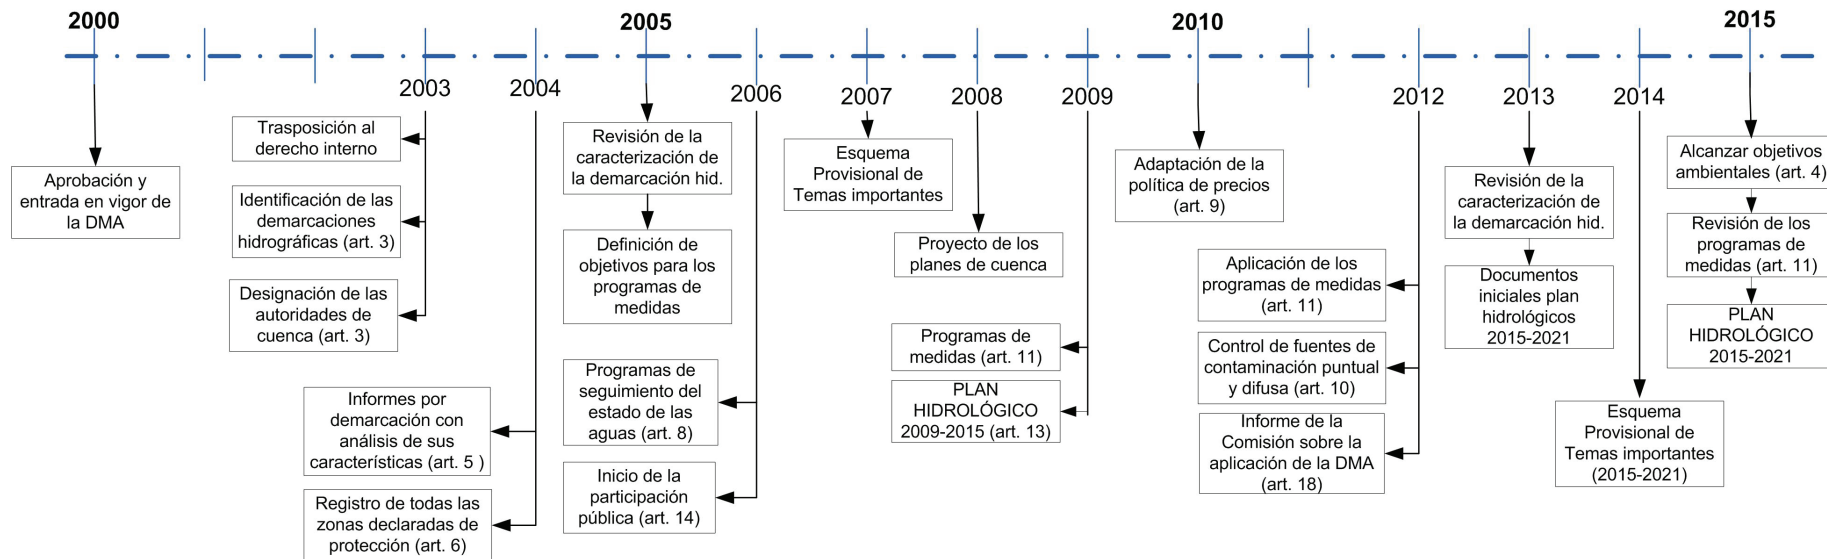 2000
2005
2010
2015
2003
2004
2006
2007
2008
2009
2012
2013
2014
Aprobación y
entrada en vigor de
la DMA
Trasposición al
derecho interno
Identificación de las
demarcaciones
hidrográficas (art. 3)
Designación de las
autoridades de
cuenca (art. 3)
Informes por
demarcación con
análisis de sus
características (art. 5 )
Registro de todas las
zonas declaradas de
protección (art. 6)
Revisión de la
caracterización de
la demarcación hid.
Definición de
objetivos para los
programas de
medidas
Programas de
seguimiento del
estado de las
aguas (art. 8)
Inicio de la
participación
pública (art. 14)
Esquema
Provisional de
Temas importantes
Proyecto de los
planes de cuenca
Programas de
medidas (art. 11)
PLAN
HIDROLÓGICO
2009-2015 (art. 13)
Adaptación de la
política de precios
(art. 9)
Aplicación de los
programas de medidas
(art. 11)
Control de fuentes de
contaminación puntual
y difusa (art. 10)
Informe de la
Comisión sobre la
aplicación de la DMA
(art. 18)
Revisión de la
caracterización de
la demarcación hid.
Documentos
iniciales plan
hidrológicos
2015-2021
Esquema
Provisional de
Temas importantes
(2015-2021)
Alcanzar objetivos
ambientales (art. 4)
Revisión de los
programas de
medidas (art. 11)
PLAN
HIDROLÓGICO
2015-2021